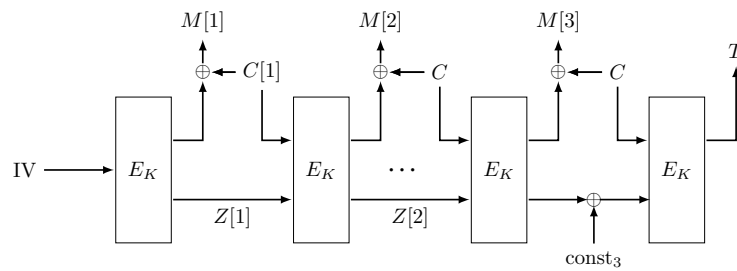 M[1] M[2] M[3]
C[1] C C T
IV E_K E_K ... E_K E_K
Z[1] Z[2]
const_3